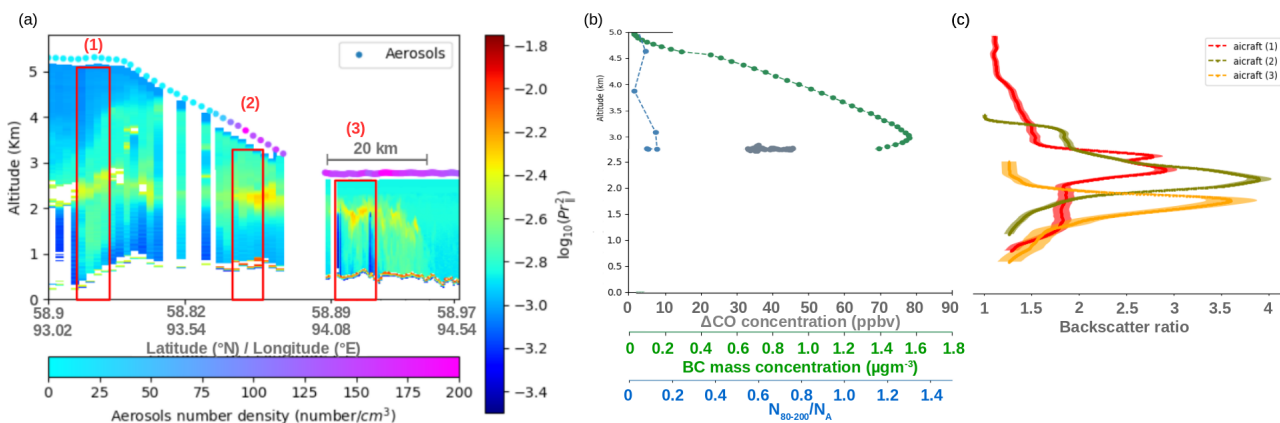 (a)
(1)
Aerosols
(2)
(3)
20 km
Altitude (Km)
5
4
3
2
1
0
58.9 58.82 58.89 58.97
93.02 93.54 94.08 94.54
Latitude (°N) / Longitude (°E)
0 25 50 75 100 125 150 175 200
Aerosols number density (number/cm³)
−1.8
−2.0
−2.2
−2.4
−2.6
−2.8
−3.0
−3.2
−3.4
log₁₀(Pr²∥)
(b)
Altitude (km)
5.0
4.5
4.0
3.5
3.0
2.5
2.0
1.5
1.0
0.5
0.0
0 10 20 30 40 50 60 70 80 90
ΔCO concentration (ppbv)
0 0.2 0.4 0.6 0.8 1.0 1.2 1.4 1.6 1.8
BC mass concentration (µgm⁻³)
0 0.2 0.4 0.6 0.8 1 1.2 1.4
N₈₀₋₂₀₀/N_A
(c)
aicraft (1)
aicraft (2)
aicraft (3)
1 1.5 2 2.5 3 3.5 4
Backscatter ratio